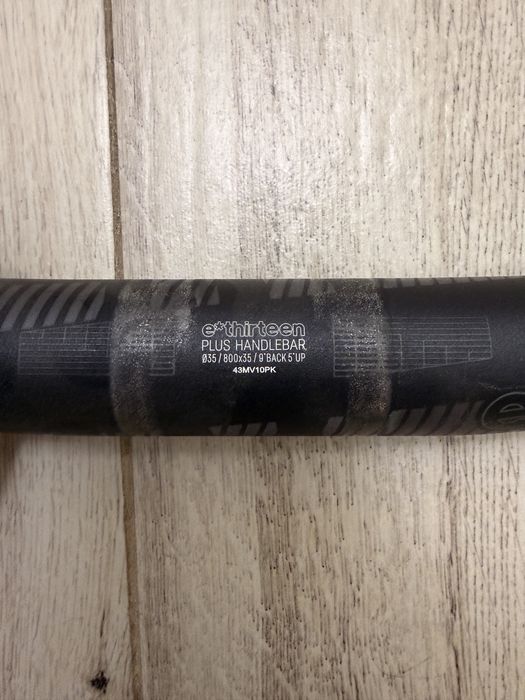 e*thirteen
PLUS HANDLEBAR
Ø35 / 800x35 / 9°BACK 5°UP
43MV10PK